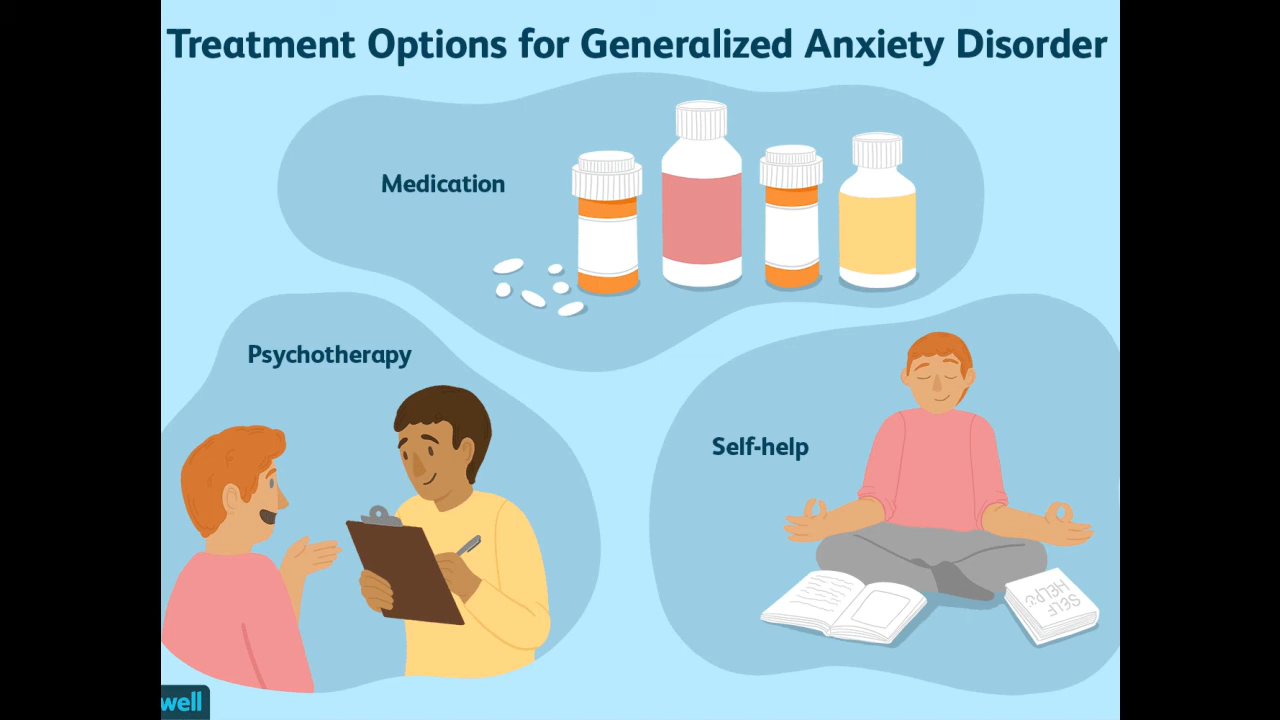 Treatment Options for Generalized Anxiety Disorder
Medication
Psychotherapy
Self-help
SELF
HELP
well